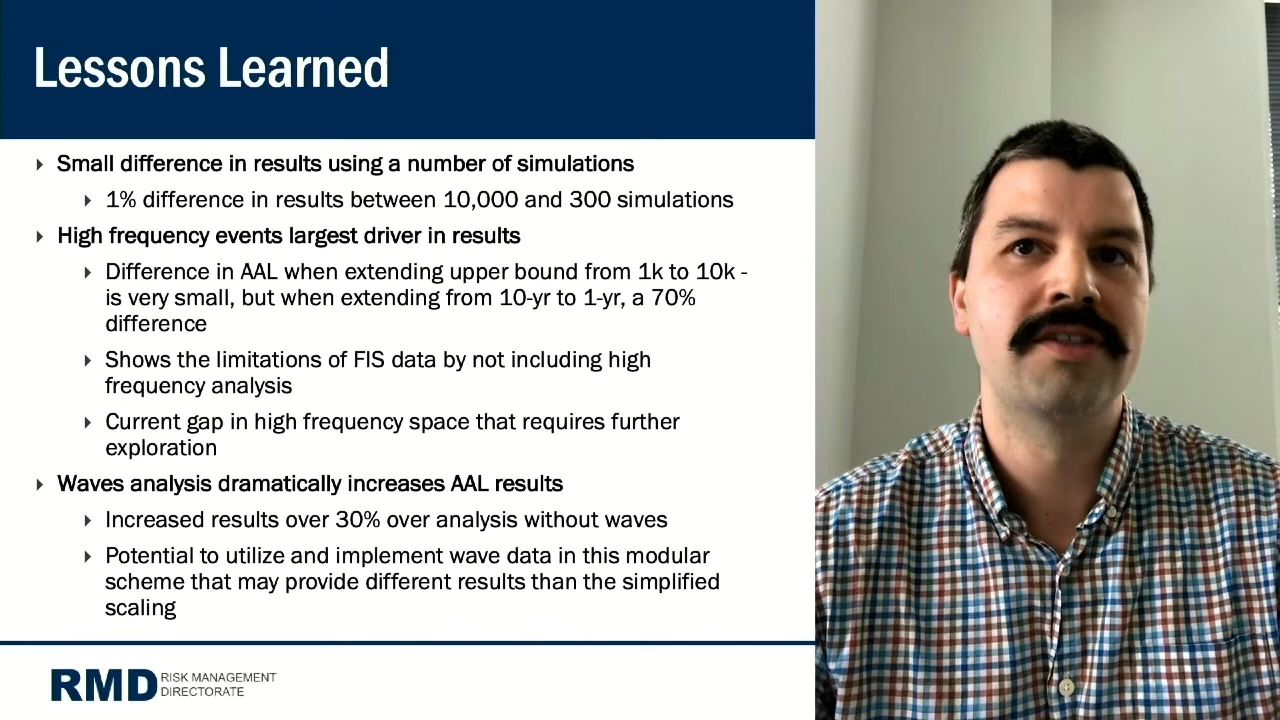 Lessons Learned
Small difference in results using a number of simulations
1% difference in results between 10,000 and 300 simulations
High frequency events largest driver in results
Difference in AAL when extending upper bound from 1k to 10k -
is very small, but when extending from 10-yr to 1-yr, a 70%
difference
Shows the limitations of FIS data by not including high
frequency analysis
Current gap in high frequency space that requires further
exploration
Waves analysis dramatically increases AAL results
Increased results over 30% over analysis without waves
Potential to utilize and implement wave data in this modular
scheme that may provide different results than the simplified
scaling
RMD RISK MANAGEMENT
DIRECTORATE